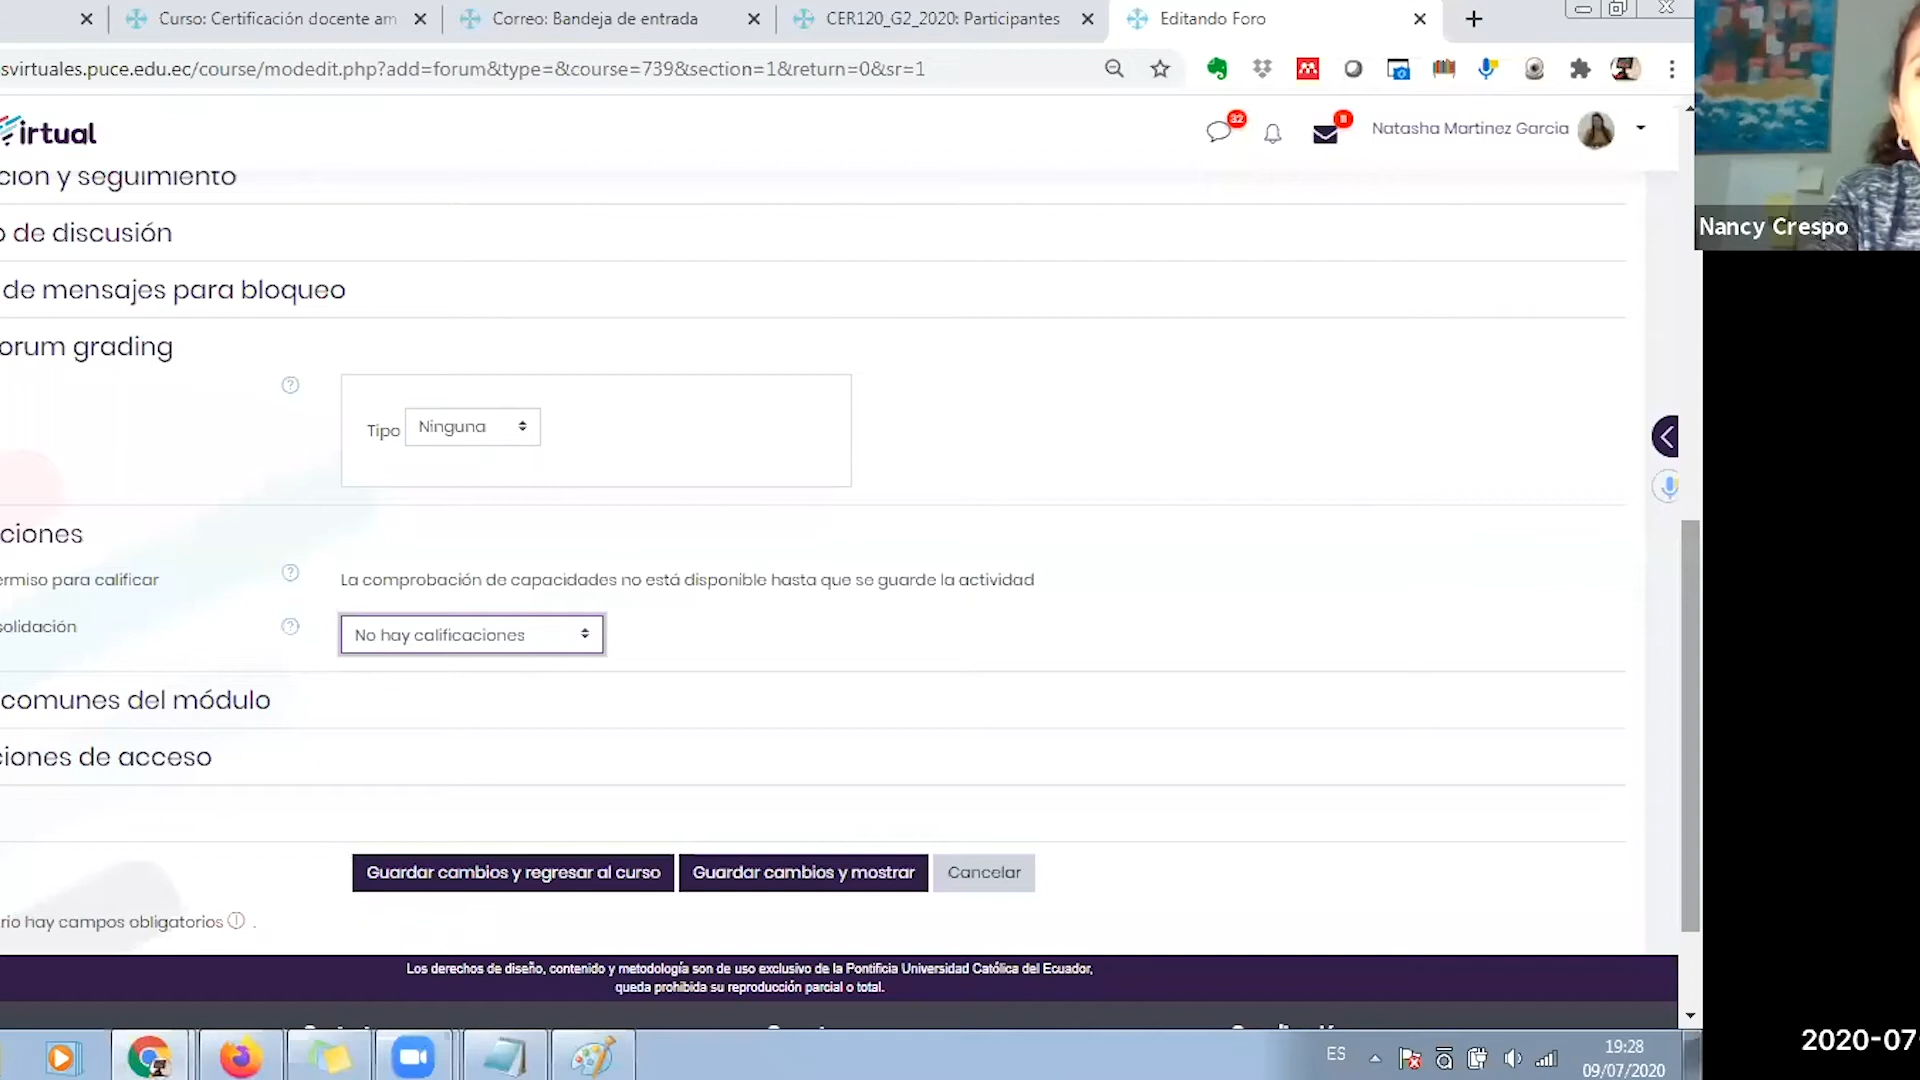 Curso: Certificación docente am
Correo: Bandeja de entrada
CER120_G2_2020: Participantes
Editando Foro
svirtuales.puce.edu.ec/course/modedit.php?add=forum&type=&course=739&section=1&return=0&sr=1
irtual
32
Natasha Martinez Garcia
Nancy Crespo
ción y seguimiento
o de discusión
de mensajes para bloqueo
orum grading
Tipo Ninguna
ciones
ermiso para calificar
La comprobación de capacidades no está disponible hasta que se guarde la actividad
solidación
No hay calificaciones
comunes del módulo
ciones de acceso
Guardar cambios y regresar al curso
Guardar cambios y mostrar
Cancelar
rio hay campos obligatorios
Los derechos de diseño, contenido y metodología son de uso exclusivo de la Pontificia Universidad Católica del Ecuador,
queda prohibida su reproducción parcial o total.
ES
19:28
09/07/2020
2020-07